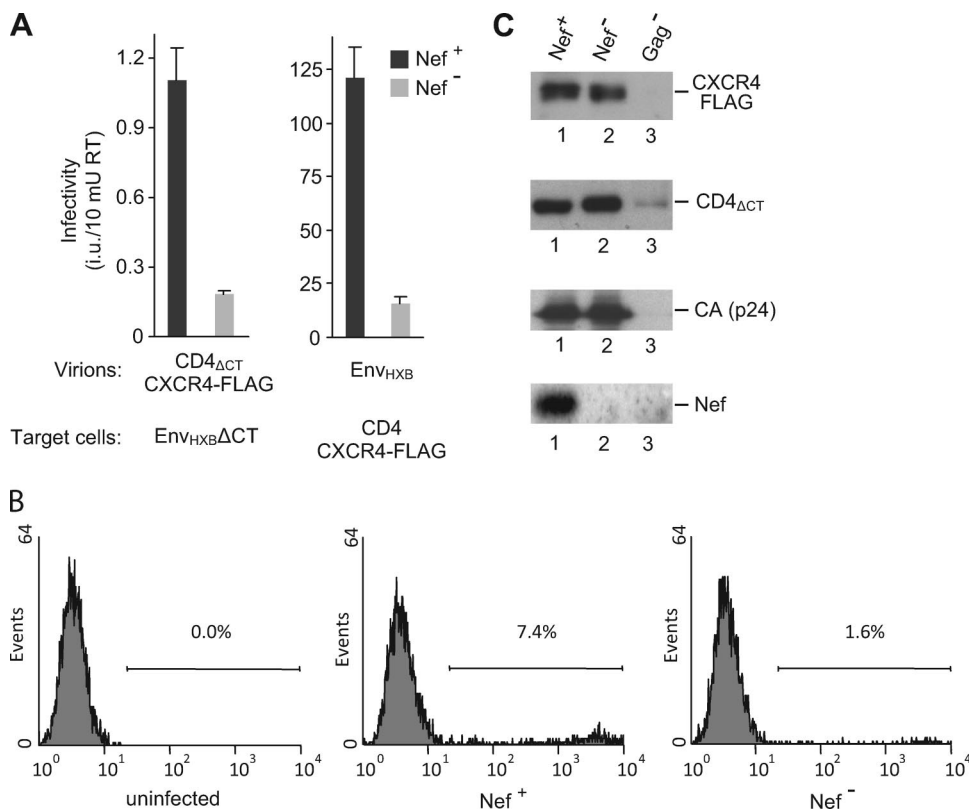 A
Infectivity
(i.u./10 mU RT)
1.2
0.9
0.6
0.3
0
125
100
75
50
25
0
Nef +
Nef -
Virions:
CD4ΔCT
CXCR4-FLAG
EnvHXB
Target cells:
EnvHXBΔCT
CD4
CXCR4-FLAG
C
Nef+
Nef-
Gag-
CXCR4
FLAG
1 2 3
CD4ΔCT
1 2 3
CA (p24)
1 2 3
Nef
1 2 3
B
64
Events
0
0.0%
10^0 10^1 10^2 10^3 10^4
uninfected
64
Events
0
7.4%
10^0 10^1 10^2 10^3 10^4
Nef +
64
Events
0
1.6%
10^0 10^1 10^2 10^3 10^4
Nef -